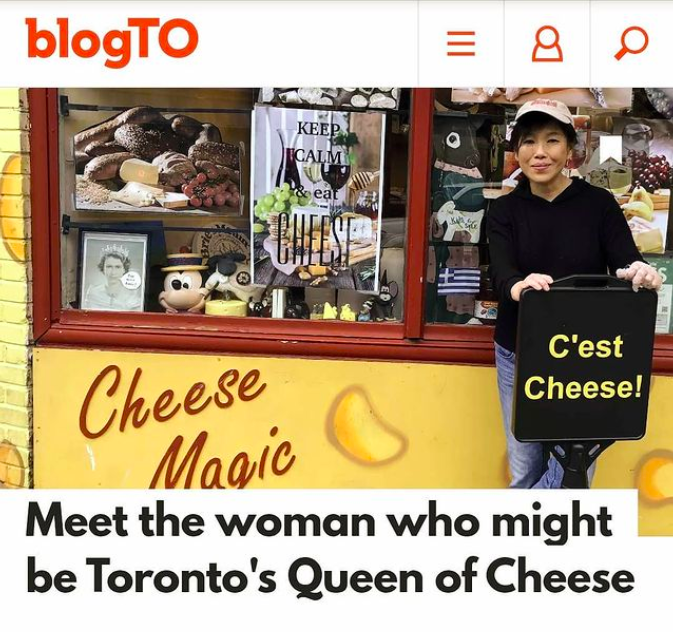 blogTO
KEEP
CALM
& eat
CHEESE
C'est
Cheese!
Cheese
Magic
Meet the woman who might
be Toronto's Queen of Cheese